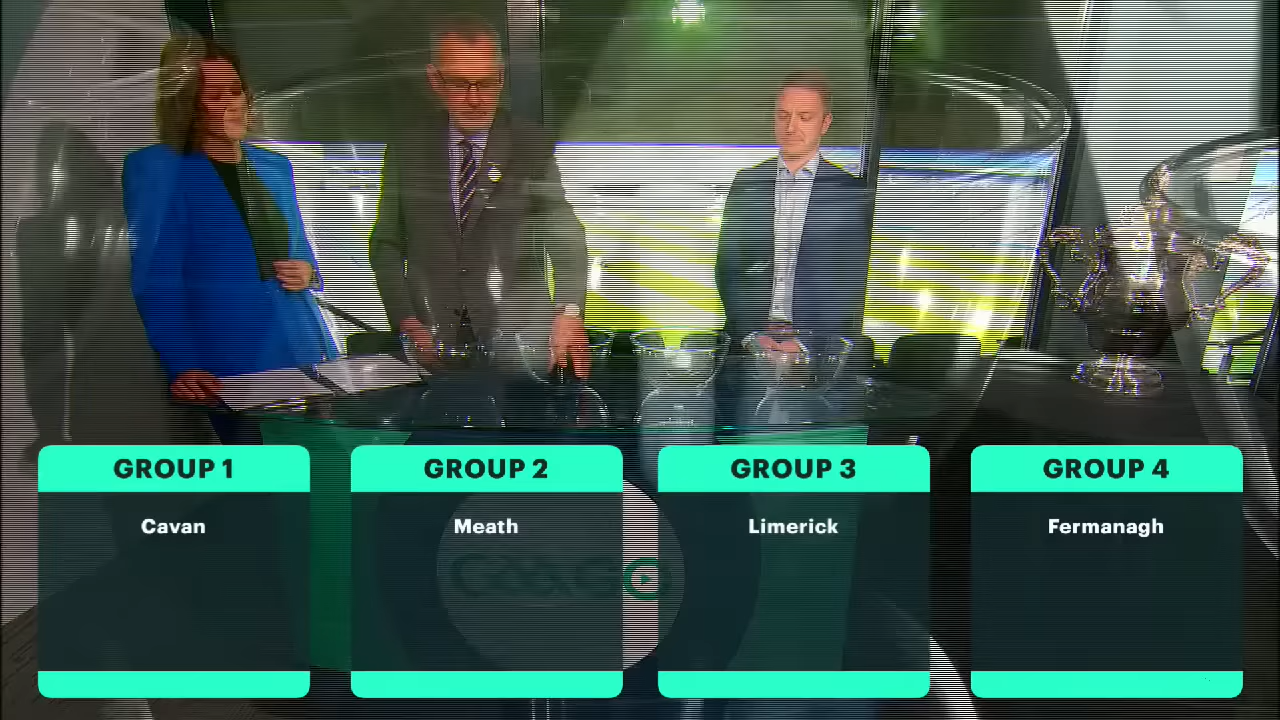 GROUP 1
Cavan
GROUP 2
Meath
GROUP 3
Limerick
GROUP 4
Fermanagh